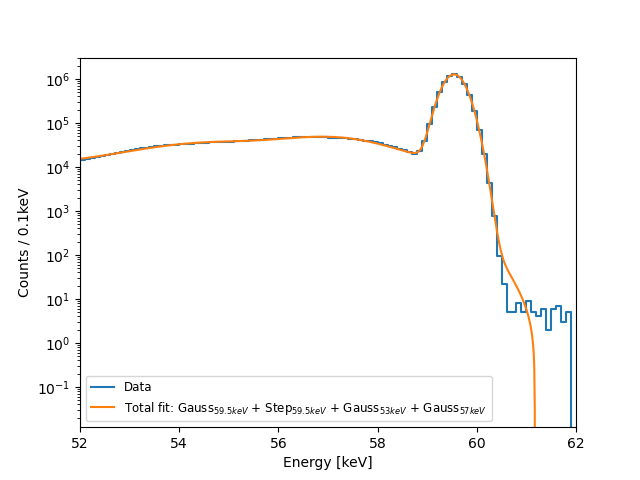 10⁶
10⁵
10⁴
10³
10²
10¹
10⁰
10⁻¹
Counts / 0.1keV
Data
Total fit: Gauss₅₉.₅ₖₑV + Step₅₉.₅ₖₑV + Gauss₅₃ₖₑV + Gauss₅₇ₖₑV
52 54 56 58 60 62
Energy [keV]